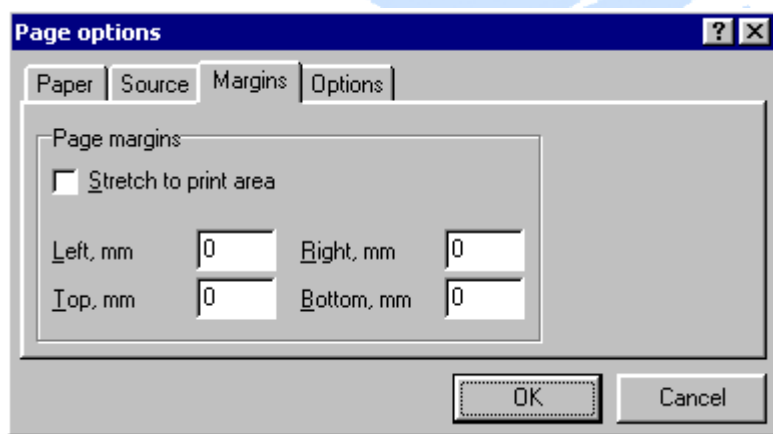 Page options
Paper Source Margins Options
Page margins
Stretch to print area
Left, mm 0 Right, mm 0
Top, mm 0 Bottom, mm 0
OK Cancel